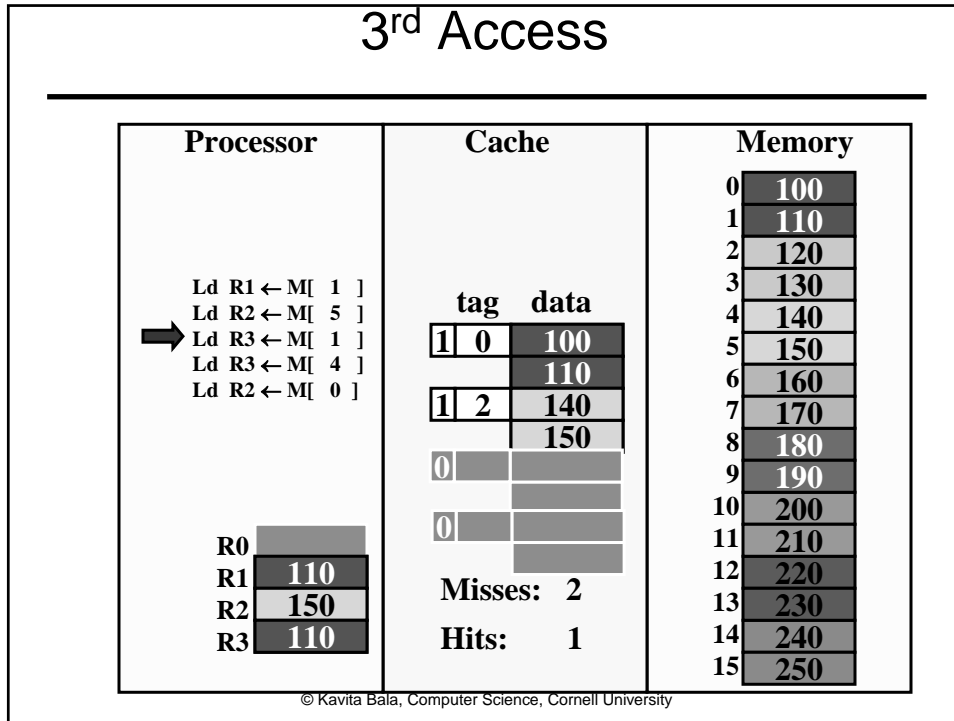 3rd Access
Processor
Cache
Memory
Ld R1 ← M[ 1 ]
Ld R2 ← M[ 5 ]
Ld R3 ← M[ 1 ]
Ld R3 ← M[ 4 ]
Ld R2 ← M[ 0 ]
R0
R1 110
R2 150
R3 110
tag data
1 0 100
110
1 2 140
150
0
0
Misses: 2
Hits: 1
0 100
1 110
2 120
3 130
4 140
5 150
6 160
7 170
8 180
9 190
10 200
11 210
12 220
13 230
14 240
15 250
© Kavita Bala, Computer Science, Cornell University